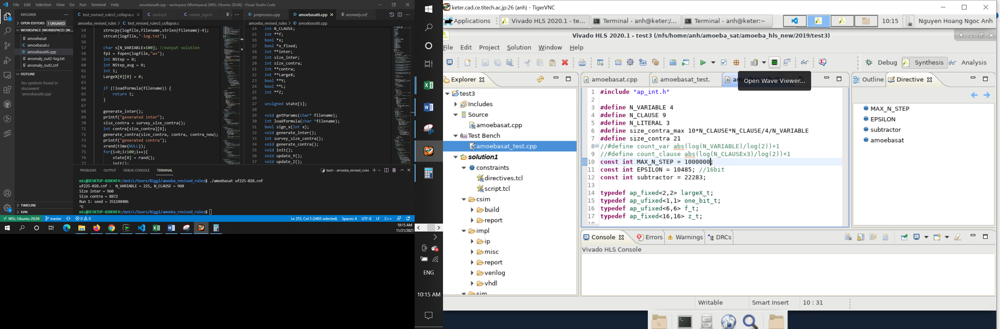 File Edit Selection View Go Run Terminal Help amoebasat6.cpp - workspace (Workspace) [WSL: Ubuntu-20.04] - Visual Studio Code
EXPLORER
OPEN EDITORS 1 UNSAVED
WORKSPACE (WORKSPACE) [W...
amoebasat
amoebasat.c
amoebasat6.cpp
anomaly_out2-log.txt
anomaly_out2.cnf
OUTLINE
No symbols found in
document
'amoebasat6.cpp'
TIMELINE
SVN
test_revised_rules5_collapse.c contra.h contra_sign.h
amoeba_revised_rules > test_revised_rules5_collapse.c
54 strncpy(logfile,filename,strlen(filename)-4);
55 strcat(logfile,"-log.txt");
56
57 char s[N_VARIABLE+100]; //output solution
58 fp1 = fopen(logfile,"w+");
59 int NStep = 0;
60 int NStep_avg = 0;
61 int i;
62 LargeX[0][0] = 0;
63
64 if (!loadformula(filename)) {
65 return 1;
66 }
67
68 generate_inter();
69 printf("generated inter");
70 size_contra = survey_size_contra();
71 int contra[size_contra][8];
72 generate_contra(size_contra, contra, contra_new);
73 printf("generated contra");
74 srand(time(NULL));
75 for(i=0;i<100;i++){
76 state[0] = rand();
77 init();
preprocess.cpp amoebasat6.cpp anomaly.cnf
amoeba_revised_rules > amoebasat6.cpp
14 int N_CLAUSE;
15 int **f;
16 bool *x;
17 bool *x_fixed;
18 int **inter;
19 int size_inter;
20 int size_contra;
21 int **contra;
22 int **LargeX;
23 bool **Y;
24 bool **L;
25 int **Z;
26
27 unsigned state[1];
28
29 void getParams(char* filename);
30 int loadformula(char *filename);
31 bool sign_x(int x);
32 void generate_inter();
33 int survey_size_contra();
34 void generate_contra();
35 void init();
36 void update_Y();
37 void update_Z();
PROBLEMS OUTPUT DEBUG CONSOLE TERMINAL bash - amoeba_revised_rules
mic@DESKTOP-020O4F4:/mnt/c/Users/Biggl/amoeba_revised_rules$ ./amoebasat uf225-028.cnf
uf225-028.cnf : N_VARIABLE = 225, N_CLAUSE = 960
Size inter = 960
Size contra = 8872
Run 1: seed = 351248406
^C
mic@DESKTOP-020O4F4:/mnt/c/Users/Biggl/amoeba_revised_rules$
WSL: Ubuntu-20.04 master 0 0 Ln 355, Col 5 (3405 selected) Spaces: 4 UTF-8 LF C++
10:15 AM
11/21/2021
ENG
10:15 AM
keter.cad.ce.titech.ac.jp:26 (anh) - TigerVNC
Applications Vivado HLS 2020.1 - te... Terminal - anh@keter:/... Terminal - anh@keter:~ 10:15 Nguyen Hoang Ngoc Anh
Vivado HLS 2020.1 - test3 (/nfs/home/anh/amoeba_sat/amoeba_hls_new/2019/test3)
File Edit Project Solution Window Help
Debug Synthesis Analysis
Explorer
test3
Includes
Source
amoebasat.cpp
Test Bench
amoebasat_test.cpp
solution1
constraints
directives.tcl
script.tcl
csim
build
report
impl
ip
misc
report
verilog
vhdl
sim
amoebasat.cpp amoebasat_test.
Open Wave Viewer...
1 #include "ap_int.h"
2
3 #define N_VARIABLE 4
4 #define N_CLAUSE 9
5 #define N_LITERAL 3
6 #define size_contra_max 10*N_CLAUSE*N_CLAUSE/4/N_VARIABLE
7 #define size_contra 21
8 //#define count_var abs(log(N_VARIABLE)/log(2))+1
9 //#define count_clause abs(log(N_CLAUSEx3)/log(2))+1
10 const int MAX_N_STEP = 1000000;
11 const int EPSILON = 10485; //16bit
12 const int subtractor = 22283;
13
14 typedef ap_fixed<2,2> largeX_t;
15 typedef ap_ufixed<1,1> one_bit_t;
16 typedef ap_ufixed<6,6> f_t;
17 typedef ap_fixed<16,16> z_t;
Outline Directive
MAX_N_STEP
EPSILON
subtractor
amoebasat
Console Errors Warnings DRCs
Vivado HLS Console
Writable Smart Insert 10 : 31